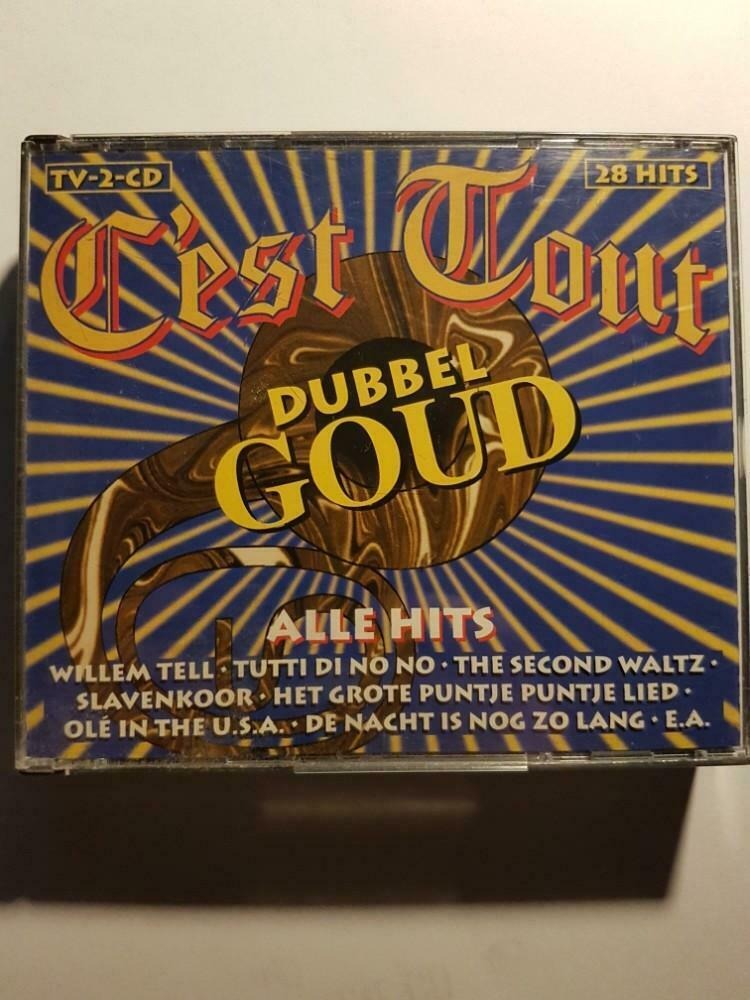 TV-2-CD
28 HITS
C'est Tout
DUBBEL
GOUD
ALLE HITS
WILLEM TELL · TUTTI DI NO NO · THE SECOND WALTZ ·
SLAVENKOOR · HET GROTE PUNTJE PUNTJE LIED ·
OLÉ IN THE U.S.A. · DE NACHT IS NOG ZO LANG · E.A.